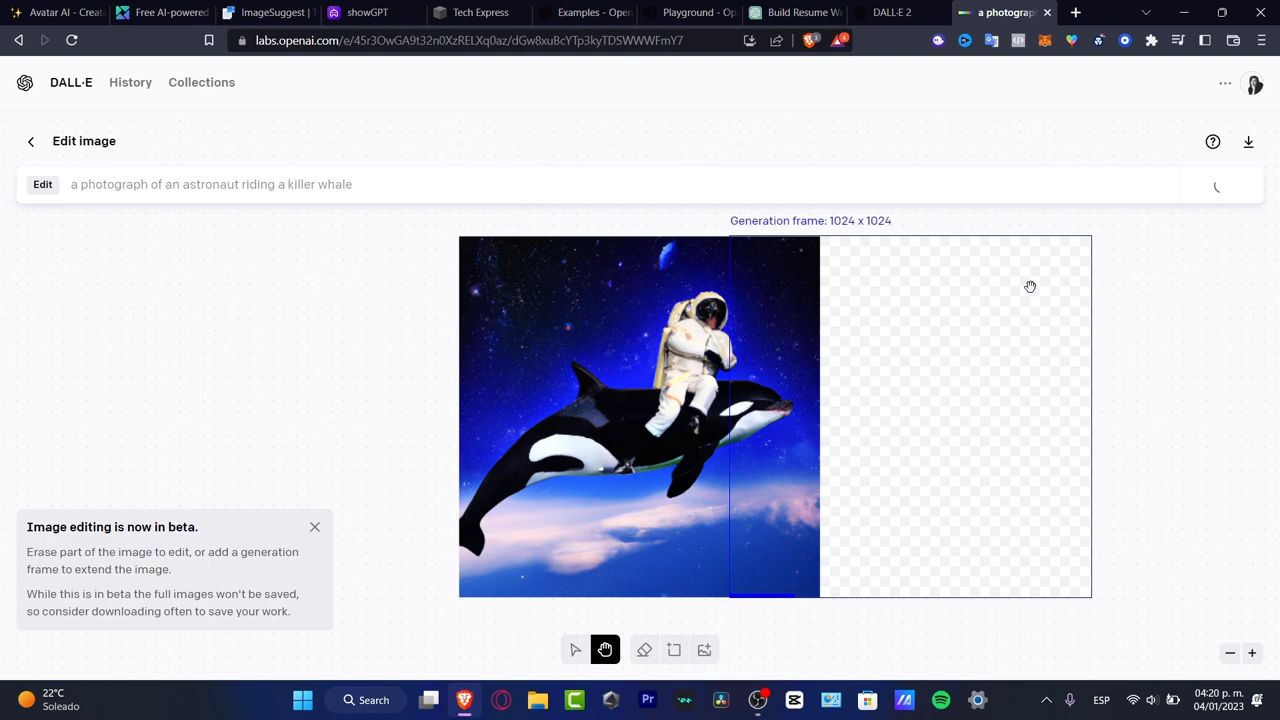 Avatar AI - Creat
Free AI-powered
ImageSuggest | T
showGPT
Tech Express
Examples - Open
Playground - Op
Build Resume W
DALL·E 2
a photograp
labs.openai.com/e/45r3OwGA9t32n0XzRELXq0az/dGw8xuBcYTp3kyTDSWWWFmY7
3
4
DALL·E
History
Collections
Edit image
Edit
a photograph of an astronaut riding a killer whale
Generation frame: 1024 x 1024
Image editing is now in beta.
Erase part of the image to edit, or add a generation
frame to extend the image.
While this is in beta the full images won't be saved,
so consider downloading often to save your work.
22°C
Soleado
Search
Pr
ESP
04:20 p. m.
04/01/2023